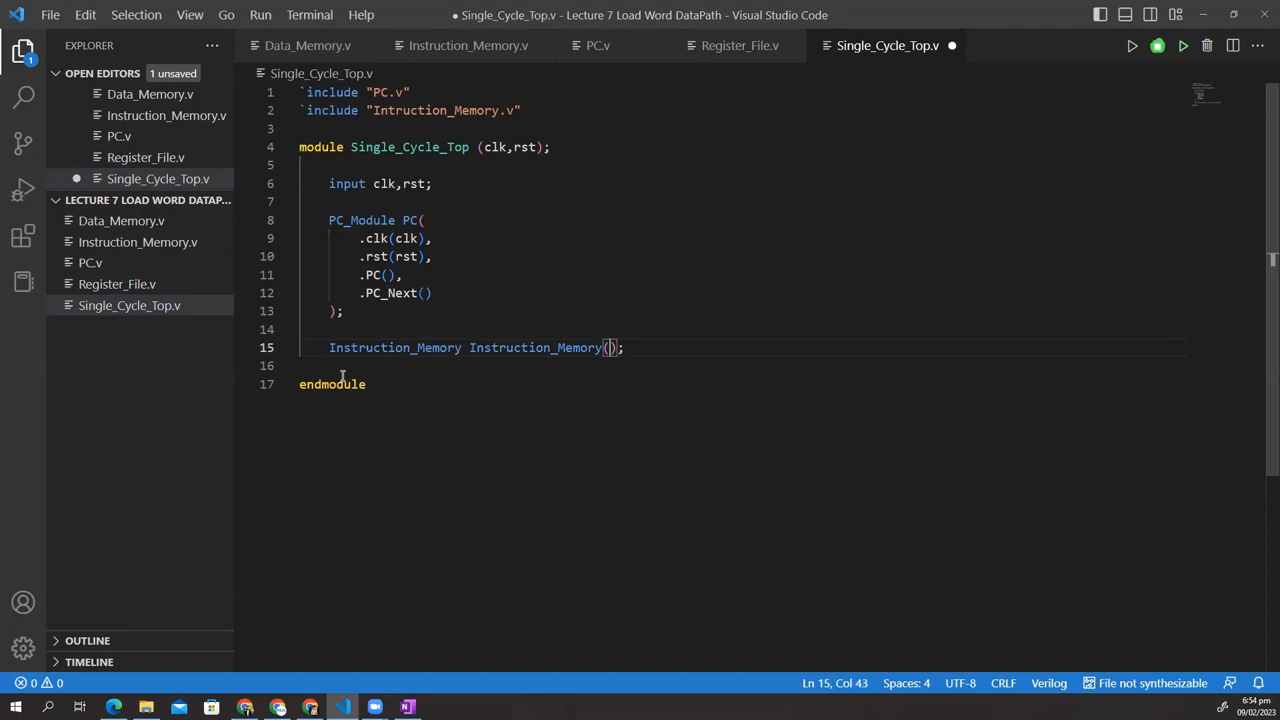 File Edit Selection View Go Run Terminal Help
● Single_Cycle_Top.v - Lecture 7 Load Word DataPath - Visual Studio Code
EXPLORER
Data_Memory.v Instruction_Memory.v PC.v Register_File.v Single_Cycle_Top.v
OPEN EDITORS 1 unsaved
Data_Memory.v
Instruction_Memory.v
PC.v
Register_File.v
Single_Cycle_Top.v
LECTURE 7 LOAD WORD DATAP...
Data_Memory.v
Instruction_Memory.v
PC.v
Register_File.v
Single_Cycle_Top.v
OUTLINE
TIMELINE
1
Single_Cycle_Top.v
1 `include "PC.v"
2 `include "Intruction_Memory.v"
3
4 module Single_Cycle_Top (clk,rst);
5
6 input clk,rst;
7
8 PC_Module PC(
9 .clk(clk),
10 .rst(rst),
11 .PC(),
12 .PC_Next()
13 );
14
15 Instruction_Memory Instruction_Memory();
16
17 endmodule
0 0 Ln 15, Col 43 Spaces: 4 UTF-8 CRLF Verilog File not synthesizable
6:54 pm
09/02/2023